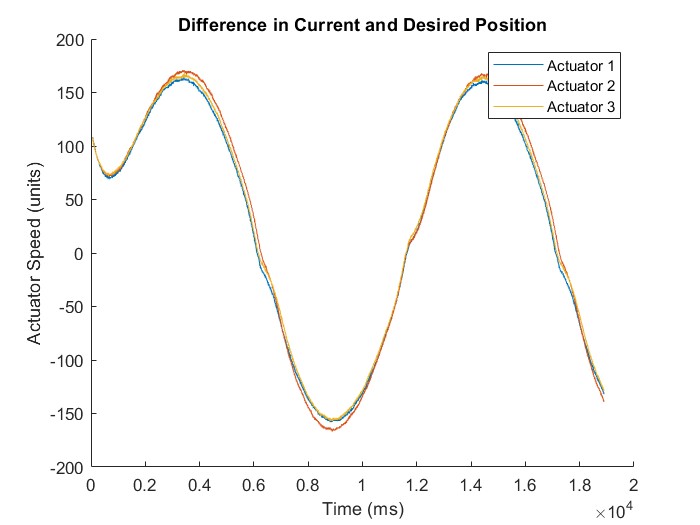 Difference in Current and Desired Position
Actuator 1
Actuator 2
Actuator 3
200
150
100
50
0
-50
-100
-150
-200
Actuator Speed (units)
0 0.2 0.4 0.6 0.8 1 1.2 1.4 1.6 1.8 2
Time (ms)
×10⁴